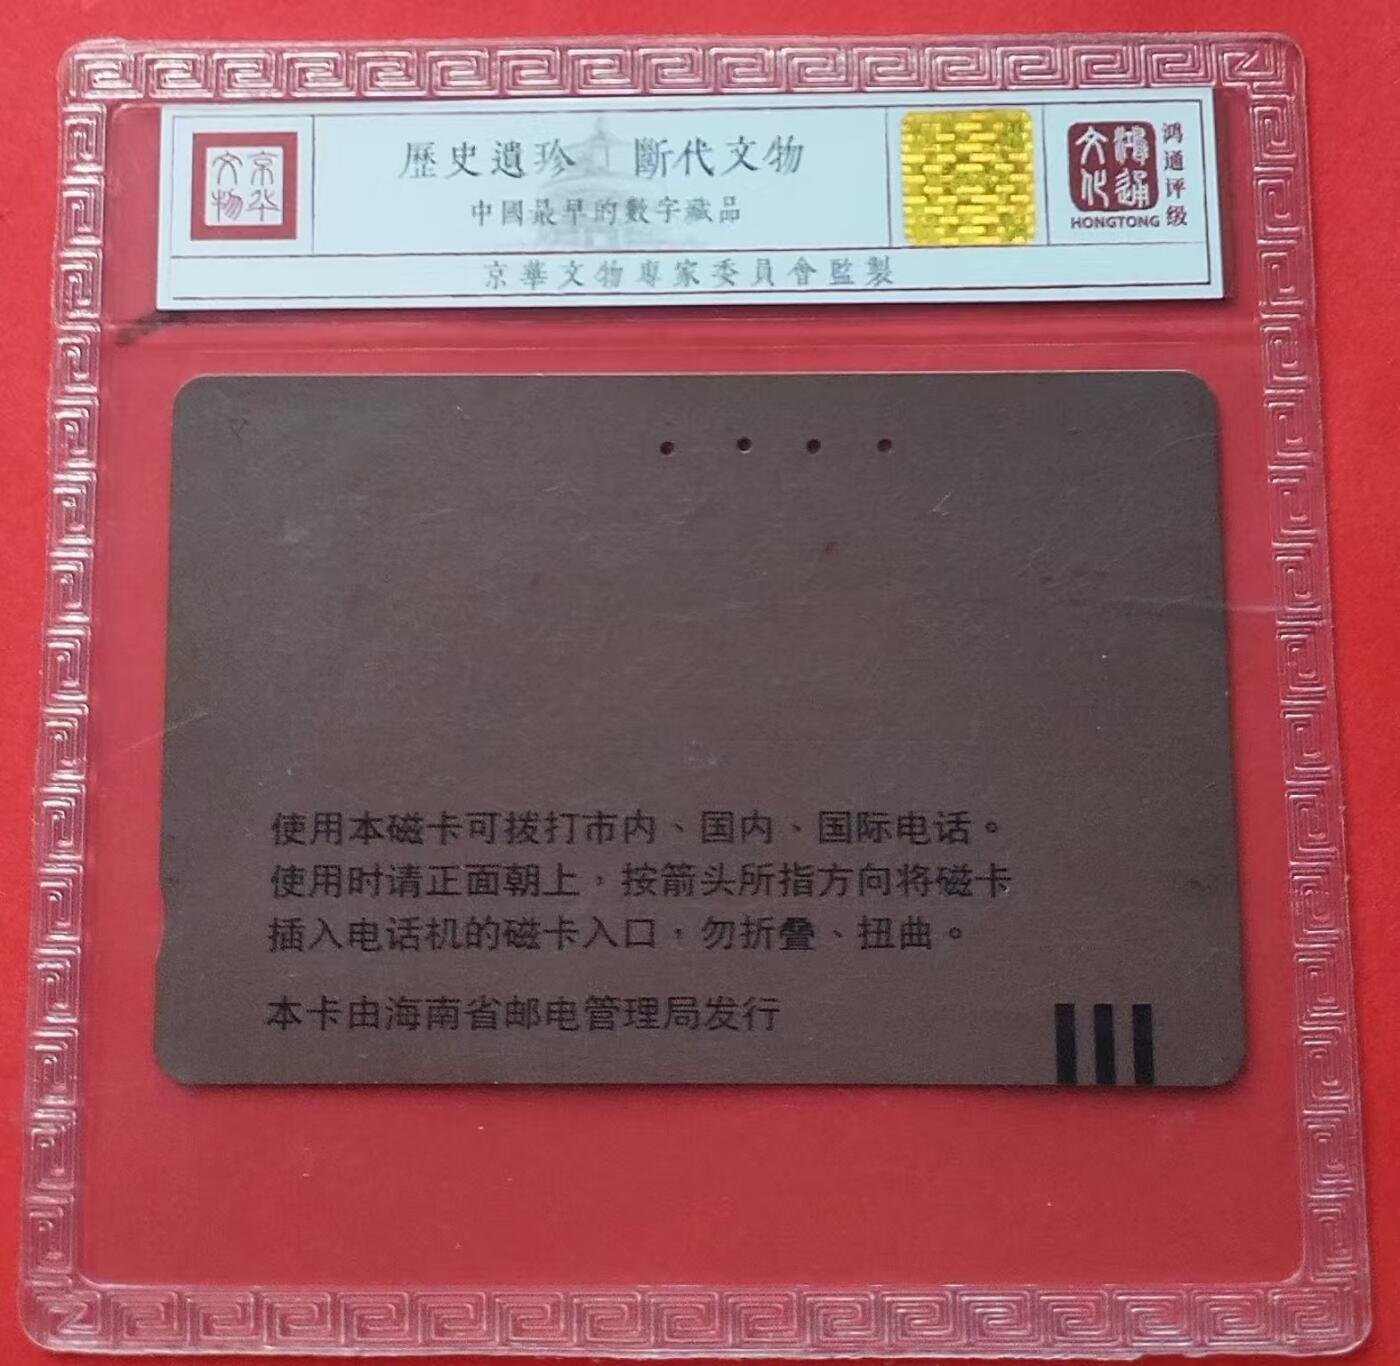 京华文物
歷史遺珍 斷代文物
中國最早的數字藏品
京華文物專家委員會監製
鴻通文化
HONGTONG
鸿通评级
使用本磁卡可拨打市内、国内、国际电话。
使用时请正面朝上，按箭头所指方向将磁卡
插入电话机的磁卡入口，勿折叠、扭曲。
本卡由海南省邮电管理局发行